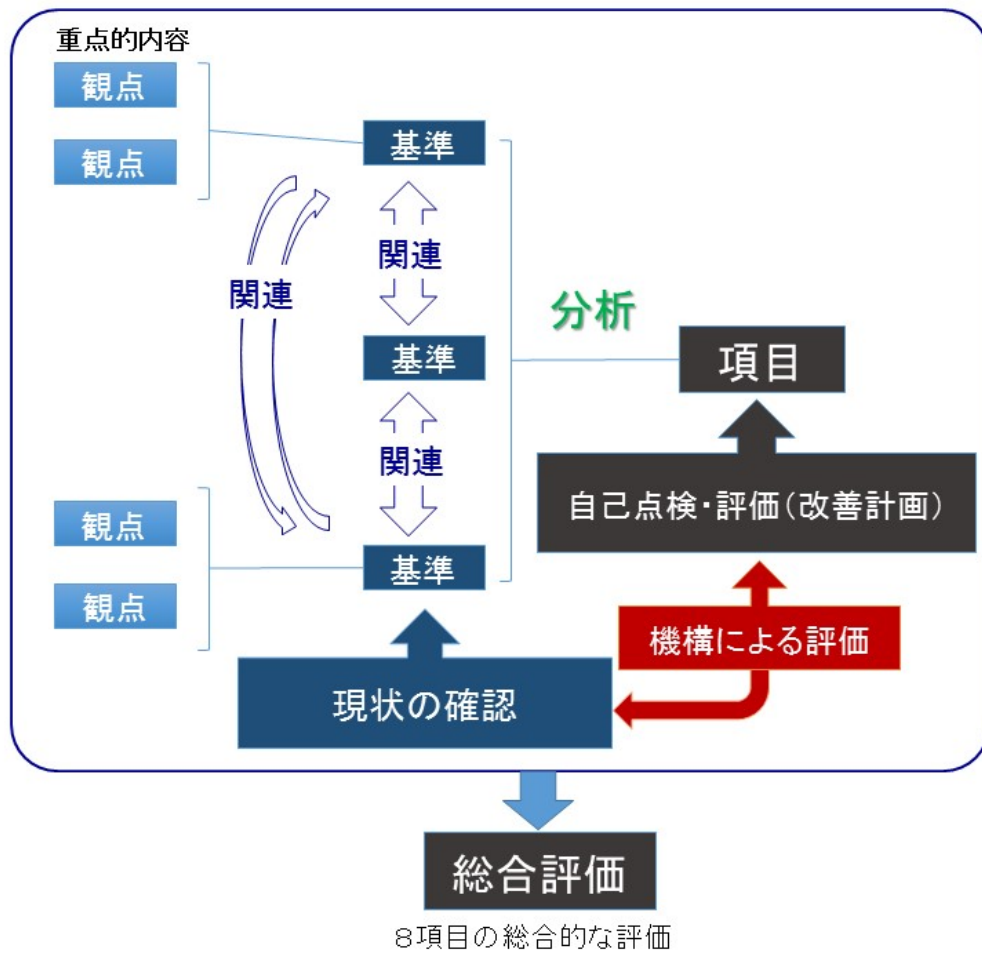 重点的内容
観点
観点
基準
関連
関連
基準
関連
観点
観点
基準
分析
項目
自己点検・評価（改善計画）
機構による評価
現状の確認
総合評価
８項目の総合的な評価